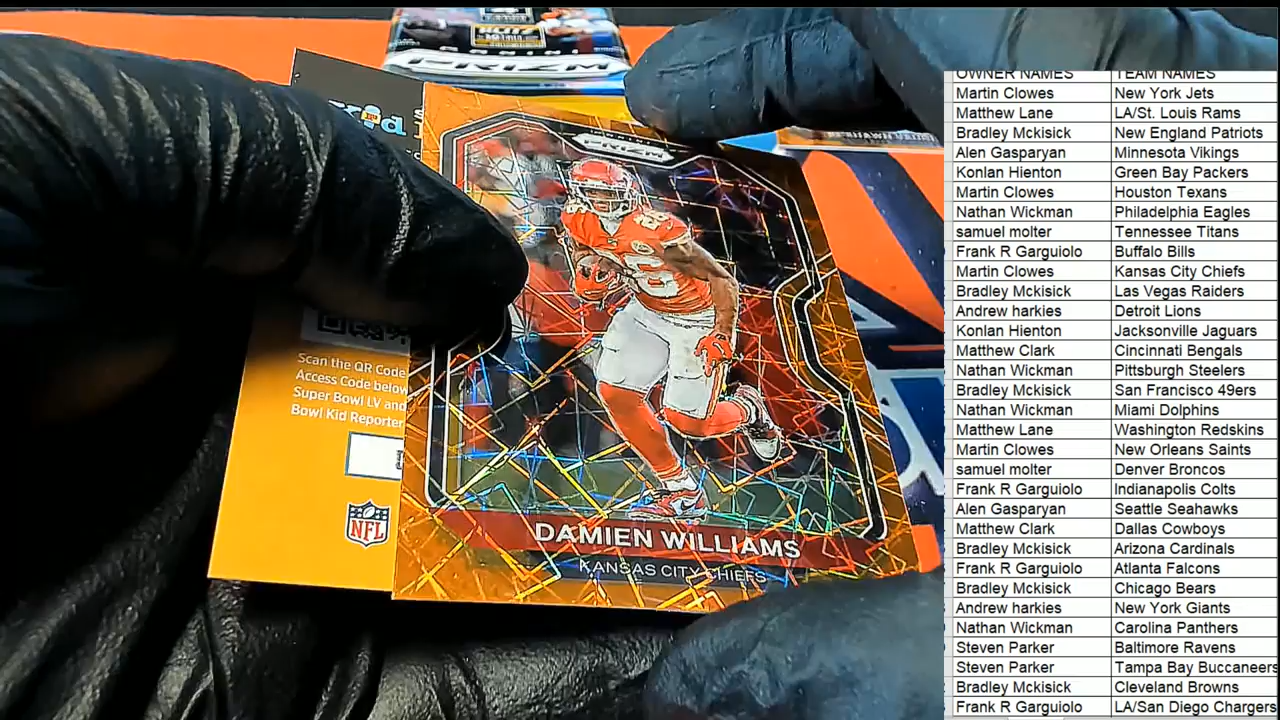 PRIZM
PRIZM
26
DAMIEN WILLIAMS
KANSAS CITY CHIEFS
Scan the QR Code
Access Code below
Super Bowl LV and
Bowl Kid Reporter
NFL
OWNER NAMES TEAM NAMES
Martin Clowes New York Jets
Matthew Lane LA/St. Louis Rams
Bradley Mckisick New England Patriots
Alen Gasparyan Minnesota Vikings
Konlan Hienton Green Bay Packers
Martin Clowes Houston Texans
Nathan Wickman Philadelphia Eagles
samuel molter Tennessee Titans
Frank R Garguiolo Buffalo Bills
Martin Clowes Kansas City Chiefs
Bradley Mckisick Las Vegas Raiders
Andrew harkies Detroit Lions
Konlan Hienton Jacksonville Jaguars
Matthew Clark Cincinnati Bengals
Nathan Wickman Pittsburgh Steelers
Bradley Mckisick San Francisco 49ers
Nathan Wickman Miami Dolphins
Matthew Lane Washington Redskins
Martin Clowes New Orleans Saints
samuel molter Denver Broncos
Frank R Garguiolo Indianapolis Colts
Alen Gasparyan Seattle Seahawks
Matthew Clark Dallas Cowboys
Bradley Mckisick Arizona Cardinals
Frank R Garguiolo Atlanta Falcons
Bradley Mckisick Chicago Bears
Andrew harkies New York Giants
Nathan Wickman Carolina Panthers
Steven Parker Baltimore Ravens
Steven Parker Tampa Bay Buccaneers
Bradley Mckisick Cleveland Browns
Frank R Garguiolo LA/San Diego Chargers